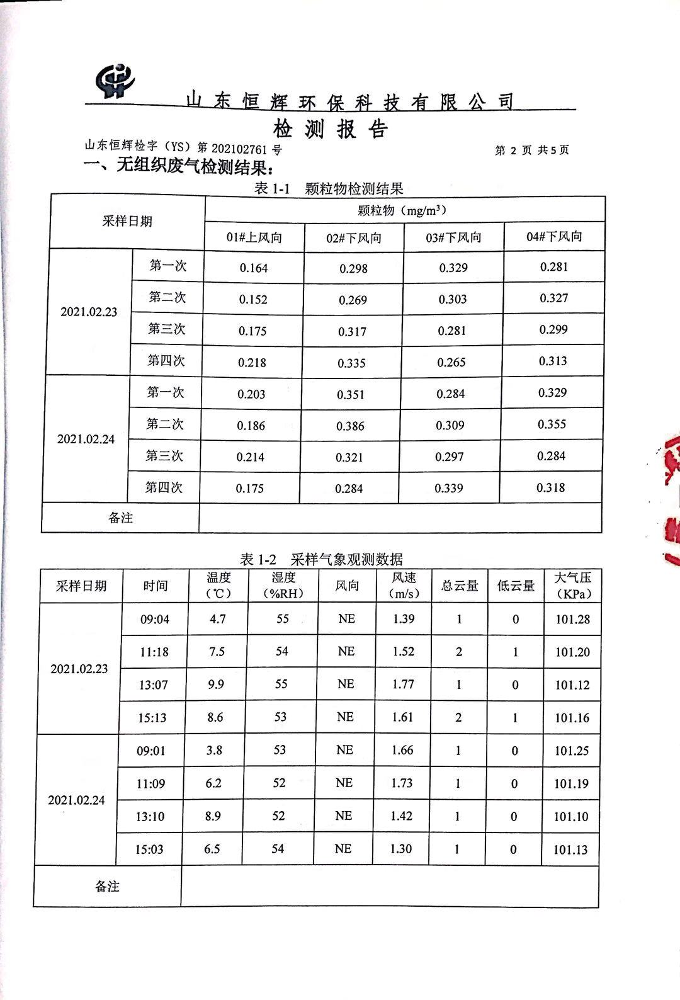 山东恒辉环保科技有限公司
检测报告
山东恒辉检字（YS）第 202102761 号
第 2 页 共 5 页
一、无组织废气检测结果：
表 1-1 颗粒物检测结果
采样日期 颗粒物（mg/m³）
01#上风向 02#下风向 03#下风向 04#下风向
2021.02.23
第一次 0.164 0.298 0.329 0.281
第二次 0.152 0.269 0.303 0.327
第三次 0.175 0.317 0.281 0.299
第四次 0.218 0.335 0.265 0.313
2021.02.24
第一次 0.203 0.351 0.284 0.329
第二次 0.186 0.386 0.309 0.355
第三次 0.214 0.321 0.297 0.284
第四次 0.175 0.284 0.339 0.318
备注
表 1-2 采样气象观测数据
采样日期 时间 温度（℃） 湿度（%RH） 风向 风速（m/s） 总云量 低云量 大气压（KPa）
2021.02.23
09:04 4.7 55 NE 1.39 1 0 101.28
11:18 7.5 54 NE 1.52 2 1 101.20
13:07 9.9 55 NE 1.77 1 0 101.12
15:13 8.6 53 NE 1.61 2 1 101.16
2021.02.24
09:01 3.8 53 NE 1.66 1 0 101.25
11:09 6.2 52 NE 1.73 1 0 101.19
13:10 8.9 52 NE 1.42 1 0 101.10
15:03 6.5 54 NE 1.30 1 0 101.13
备注